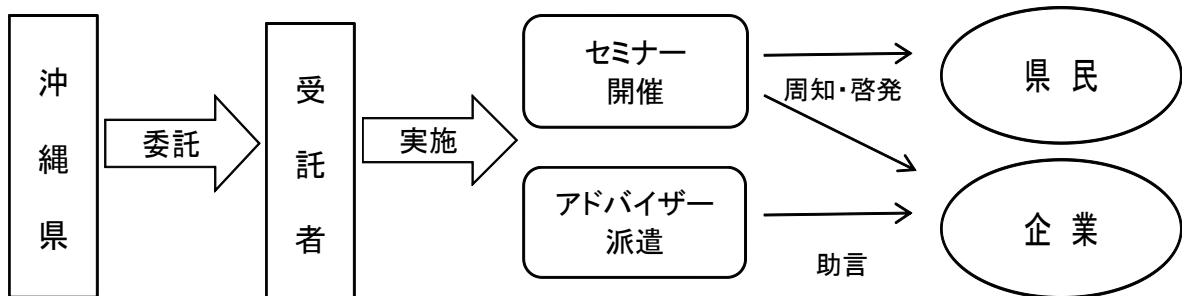 沖縄県
委託
受託者
実施
セミナー
開催
周知・啓発
県民
アドバイザー
派遣
助言
企業